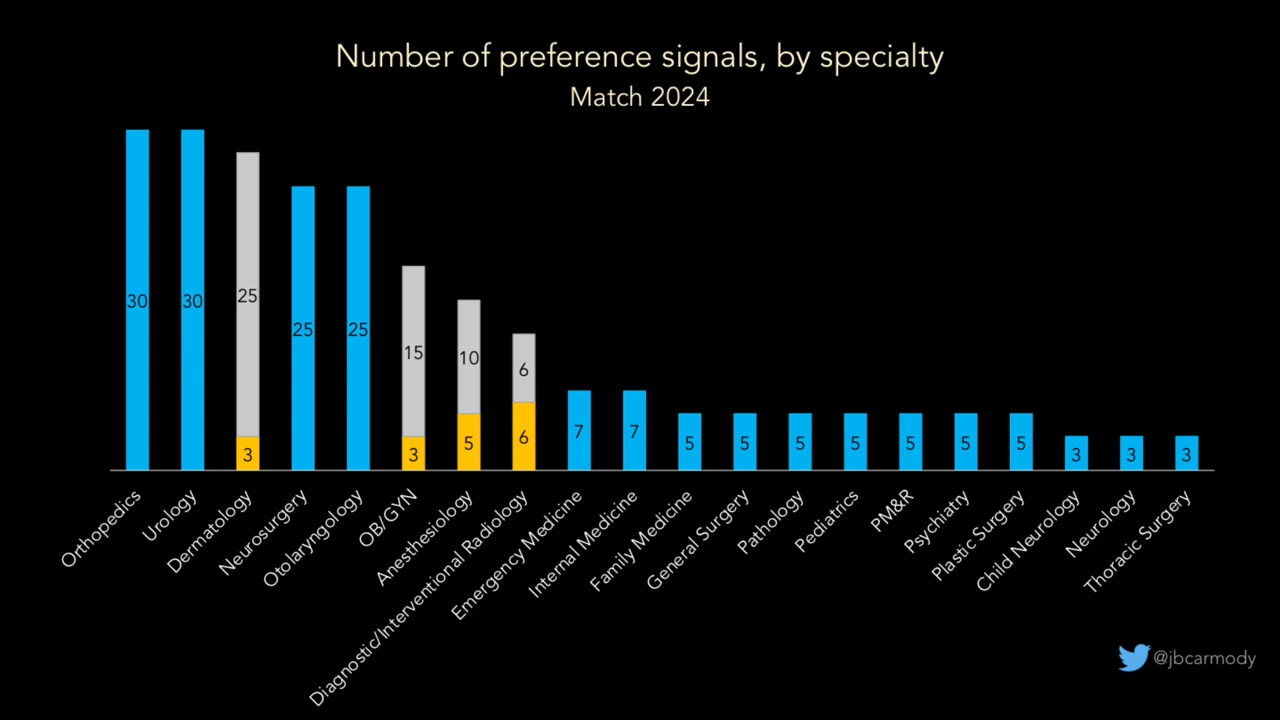 Number of preference signals, by specialty
Match 2024
30
30
25
3
25
25
15
3
10
5
6
6
7
7
5
5
5
5
5
5
5
3
3
3
Orthopedics
Urology
Dermatology
Neurosurgery
Otolaryngology
OB/GYN
Anesthesiology
Diagnostic/Interventional Radiology
Emergency Medicine
Internal Medicine
Family Medicine
General Surgery
Pathology
Pediatrics
PM&R
Psychiatry
Plastic Surgery
Child Neurology
Neurology
Thoracic Surgery
@jbcarmody